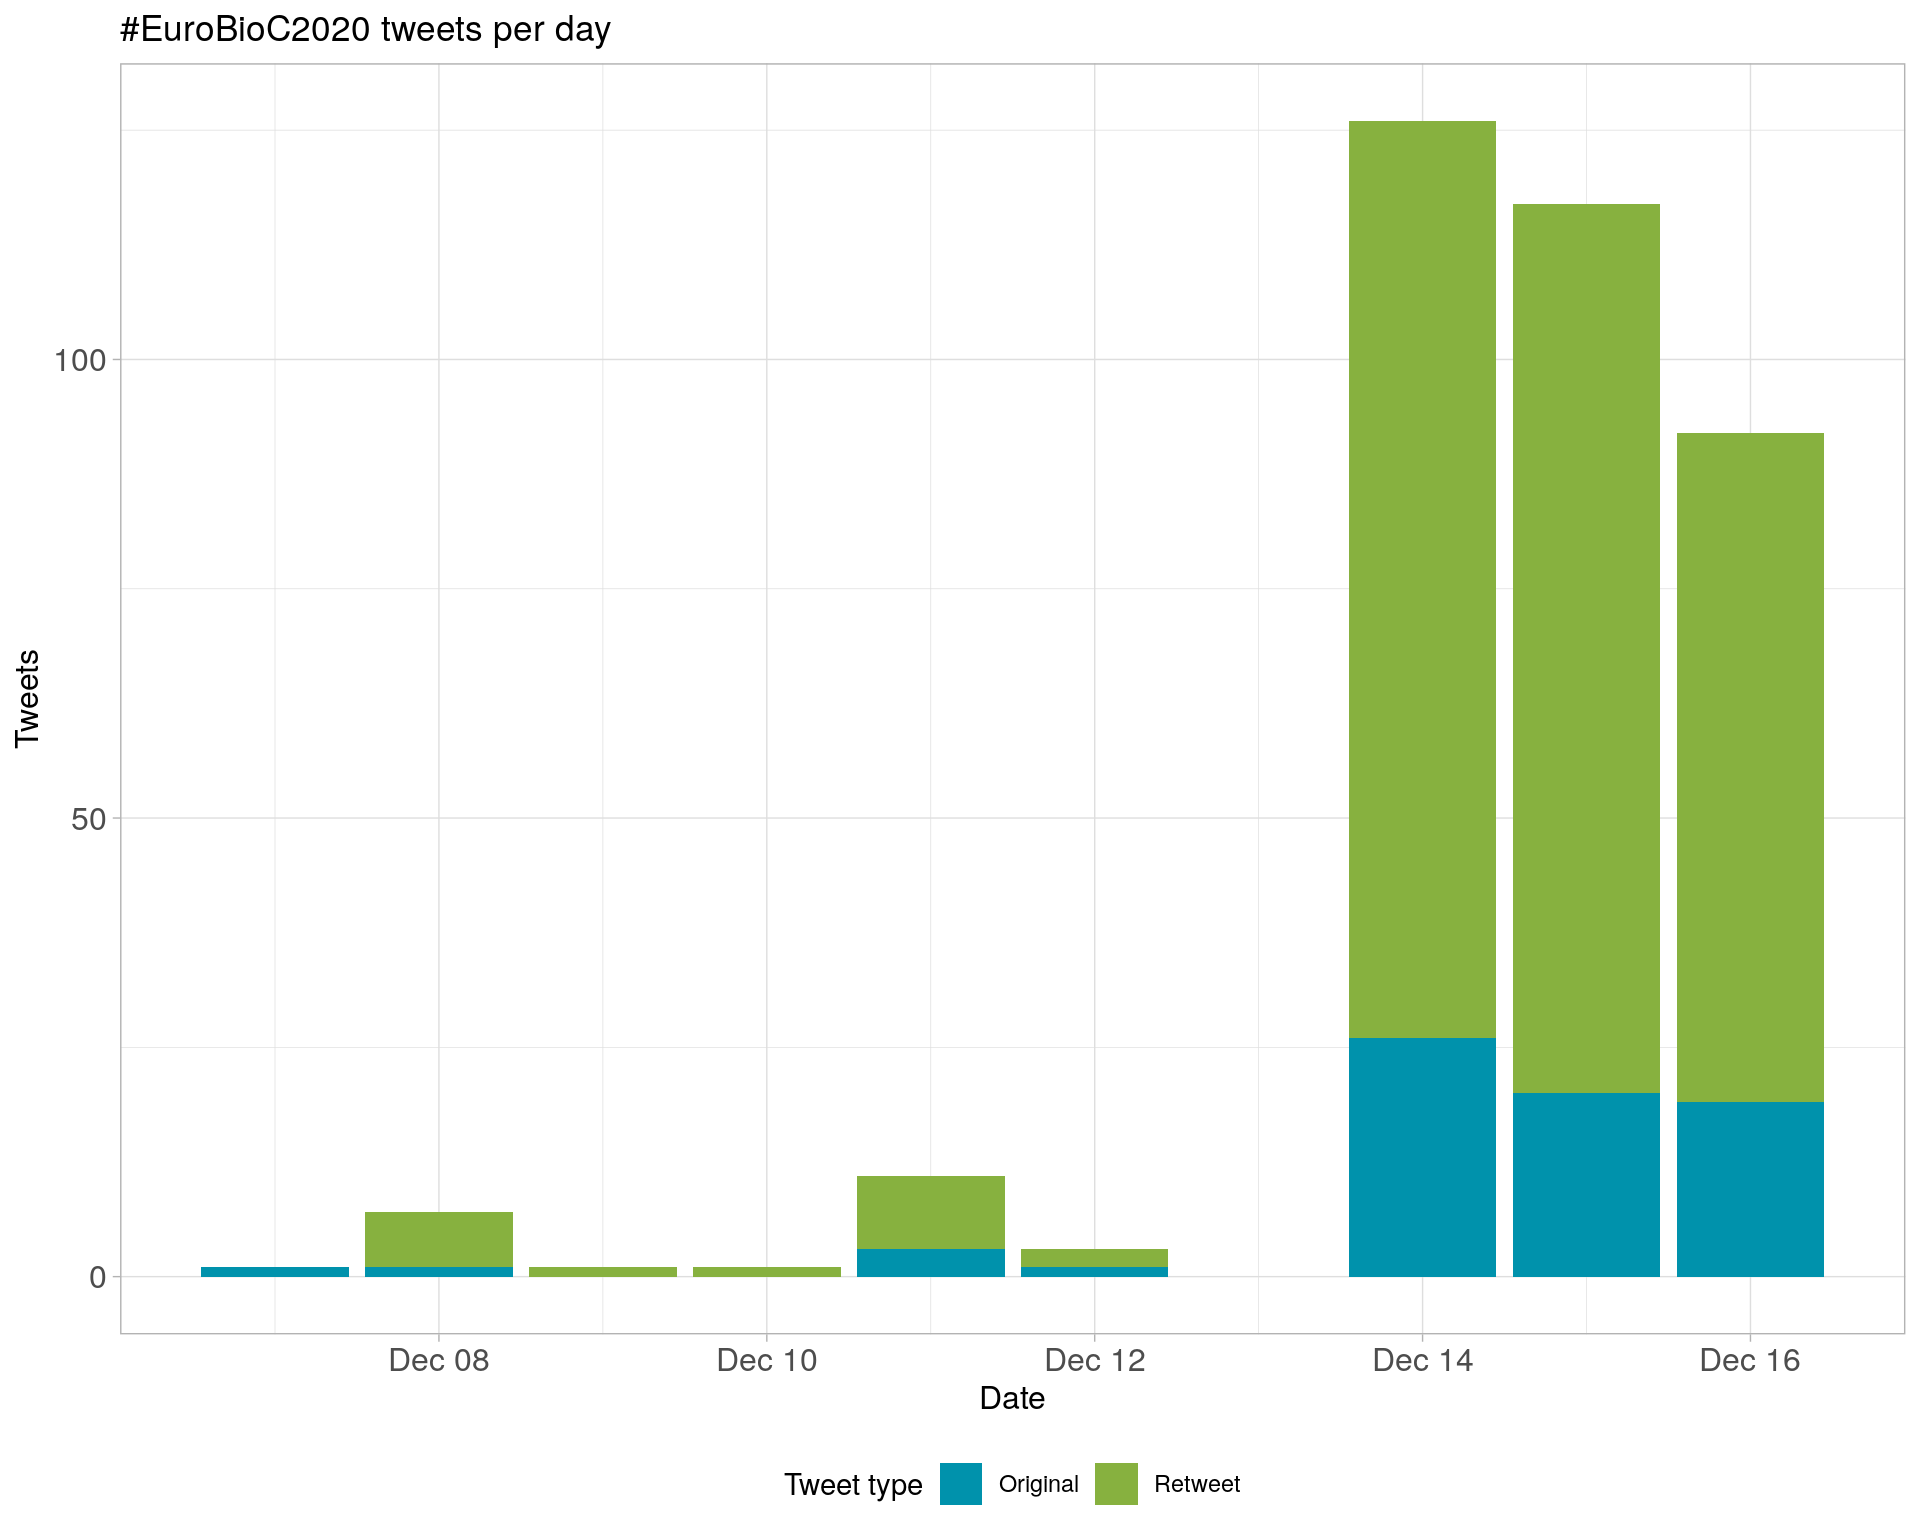 #EuroBioC2020 tweets per day
Tweets
100
50
0
Dec 08 Dec 10 Dec 12 Dec 14 Dec 16
Date
Tweet type Original Retweet